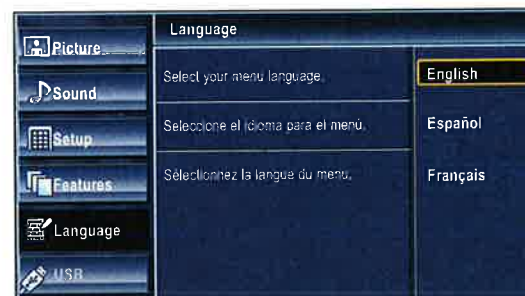 Picture
Sound
Setup
Features
Language
USB
Language
Select your menu language.
Seleccione el idioma para el menú.
Sélectionnez la langue du menu.
English
Español
Français